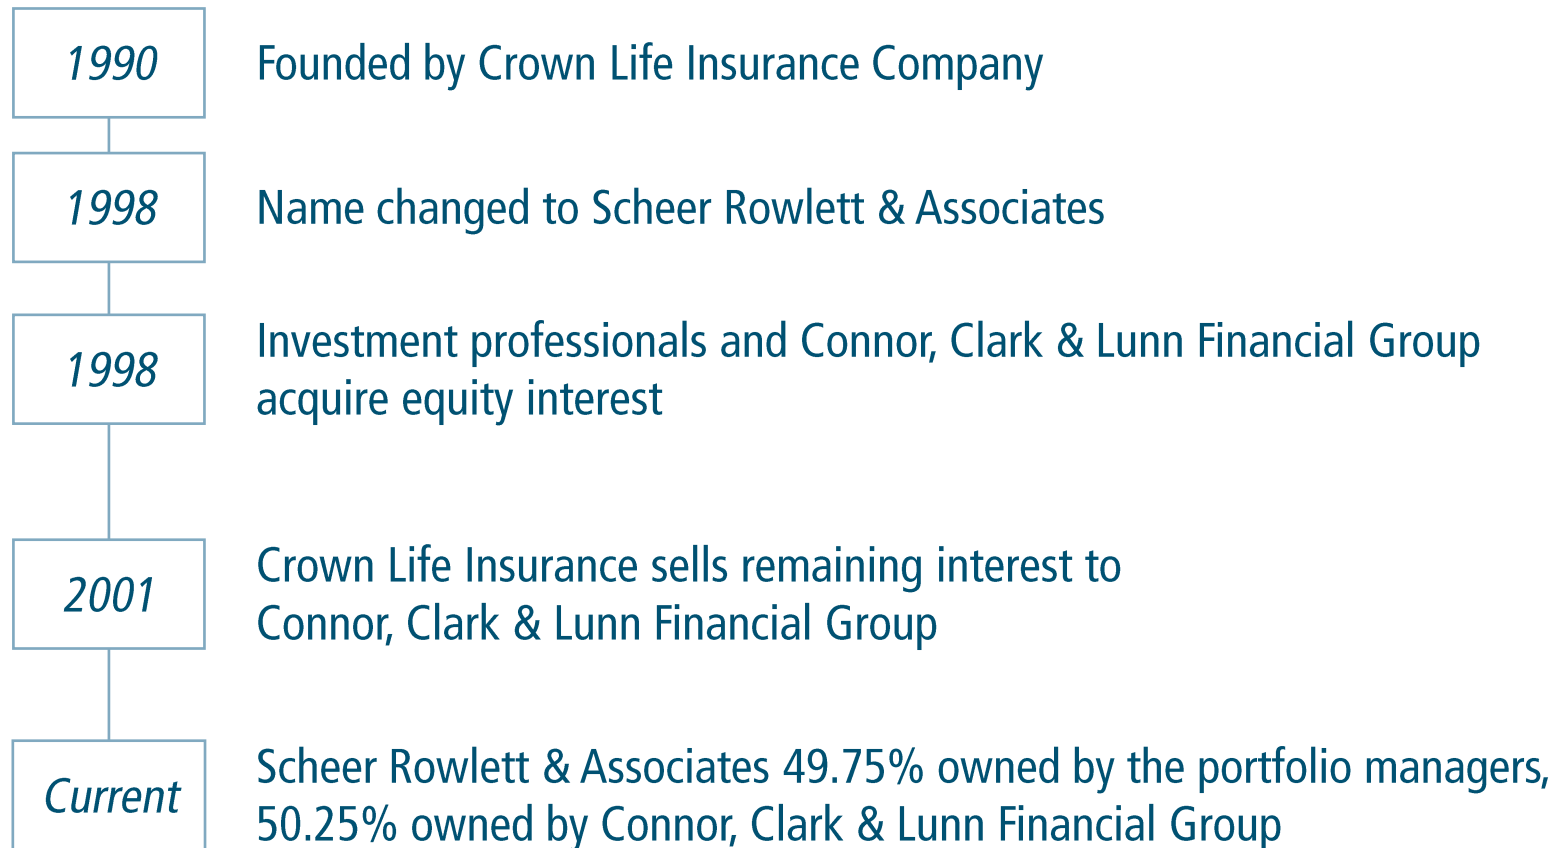 1990
Founded by Crown Life Insurance Company
1998
Name changed to Scheer Rowlett & Associates
1998
Investment professionals and Connor, Clark & Lunn Financial Group
acquire equity interest
2001
Crown Life Insurance sells remaining interest to
Connor, Clark & Lunn Financial Group
Current
Scheer Rowlett & Associates 49.75% owned by the portfolio managers,
50.25% owned by Connor, Clark & Lunn Financial Group